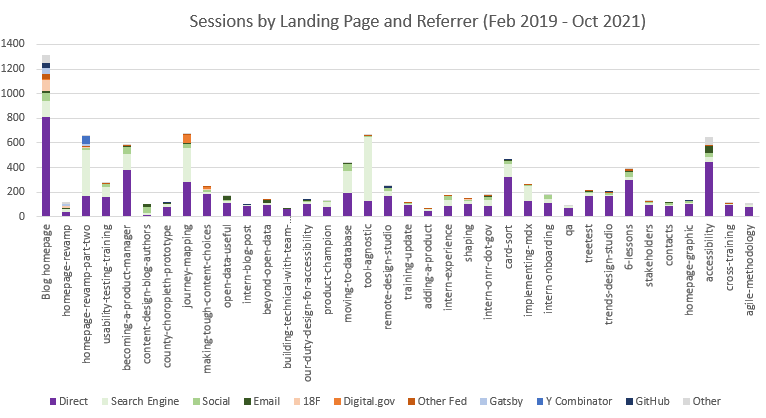 Sessions by Landing Page and Referrer (Feb 2019 - Oct 2021)
1400
1200
1000
800
600
400
200
0
Blog homepage
homepage-revamp
homepage-revamp-part-two
usability-testing-training
becoming-a-product-manager
content-design-blog-authors
county-choropleth-prototype
journey-mapping
making-tough-content-choices
open-data-useful
intern-blog-post
beyond-open-data
building-technical-with-team-...
our-duty-design-for-accessibility
product-champion
moving-to-database
tool-agnostic
remote-design-studio
training-update
adding-a-product
intern-experience
shaping
intern-onrr-dot-gov
card-sort
implementing-mdx
intern-onboarding
qa
treetest
trends-design-studio
6-lessons
stakeholders
contacts
homepage-graphic
accessibility
cross-training
agile-methodology
Direct Search Engine Social Email 18F Digital.gov Other Fed Gatsby Y Combinator GitHub Other